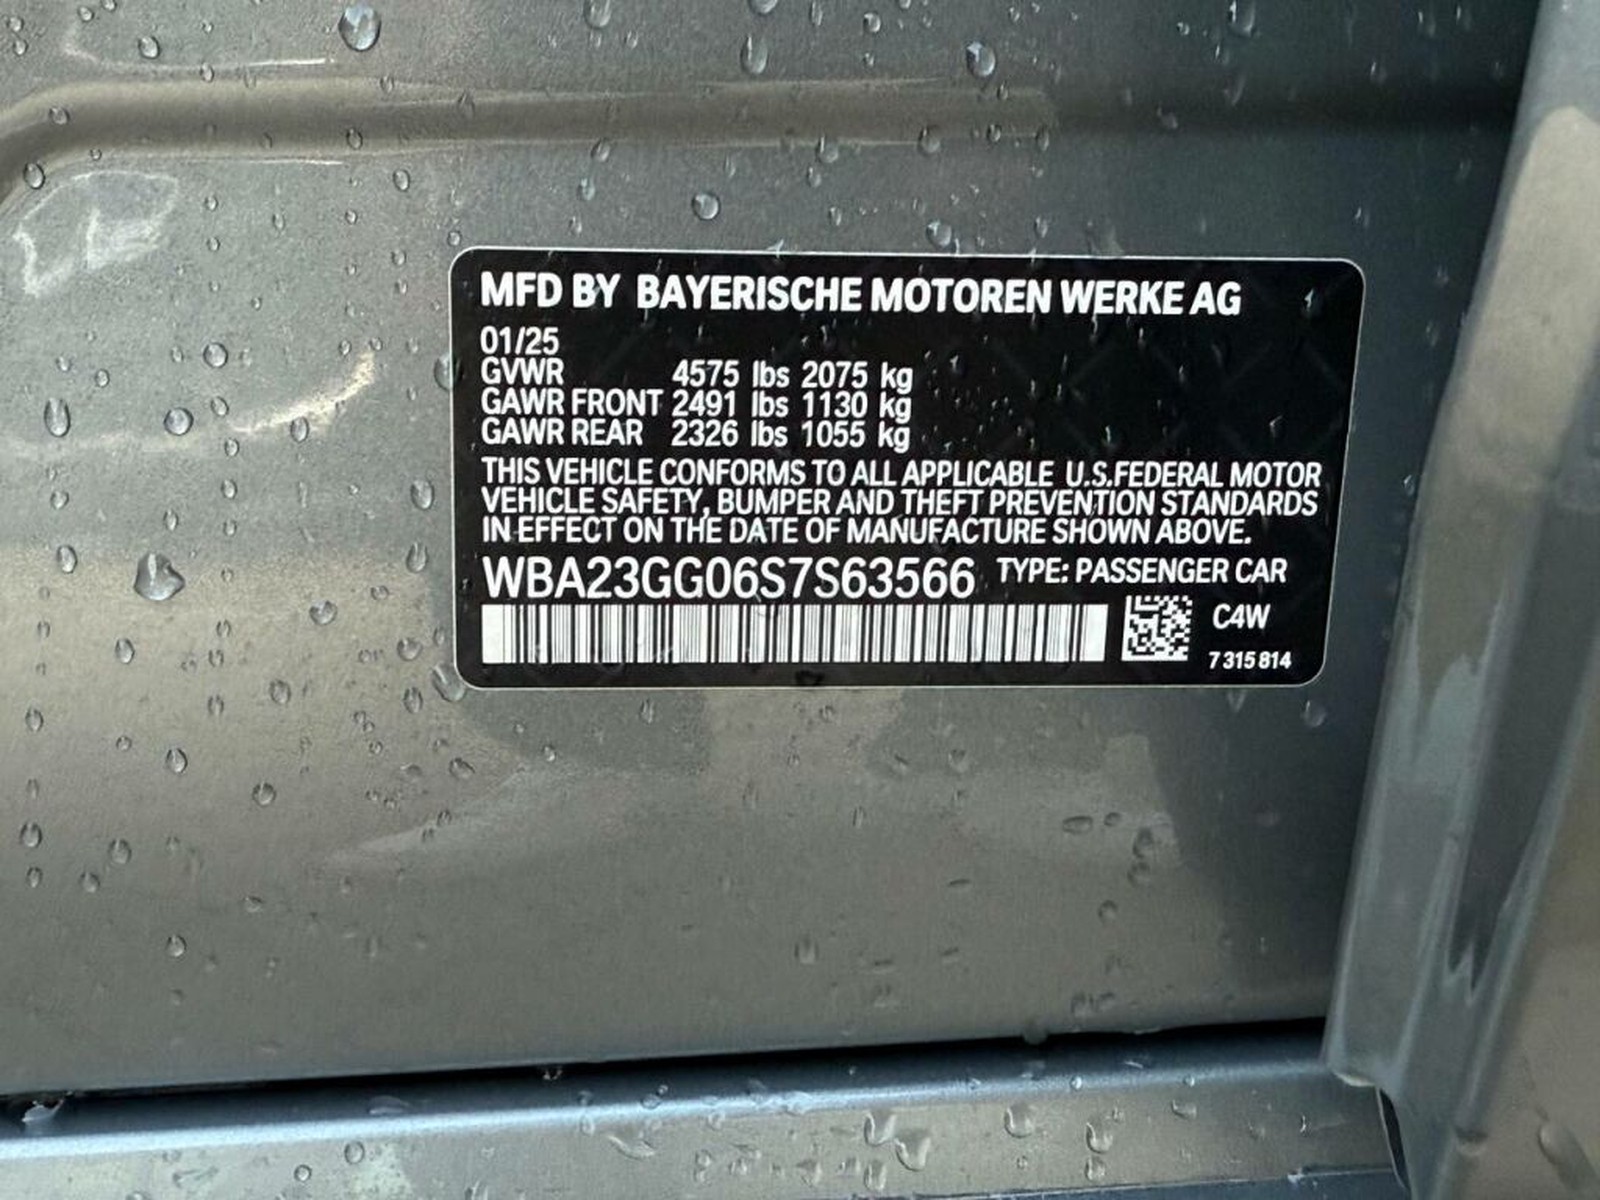 MFD BY BAYERISCHE MOTOREN WERKE AG
01/25
GVWR 4575 lbs 2075 kg
GAWR FRONT 2491 lbs 1130 kg
GAWR REAR 2326 lbs 1055 kg
THIS VEHICLE CONFORMS TO ALL APPLICABLE U.S.FEDERAL MOTOR
VEHICLE SAFETY, BUMPER AND THEFT PREVENTION STANDARDS
IN EFFECT ON THE DATE OF MANUFACTURE SHOWN ABOVE.
WBA23GG06S7S63566 TYPE: PASSENGER CAR
C4W
7 315 814